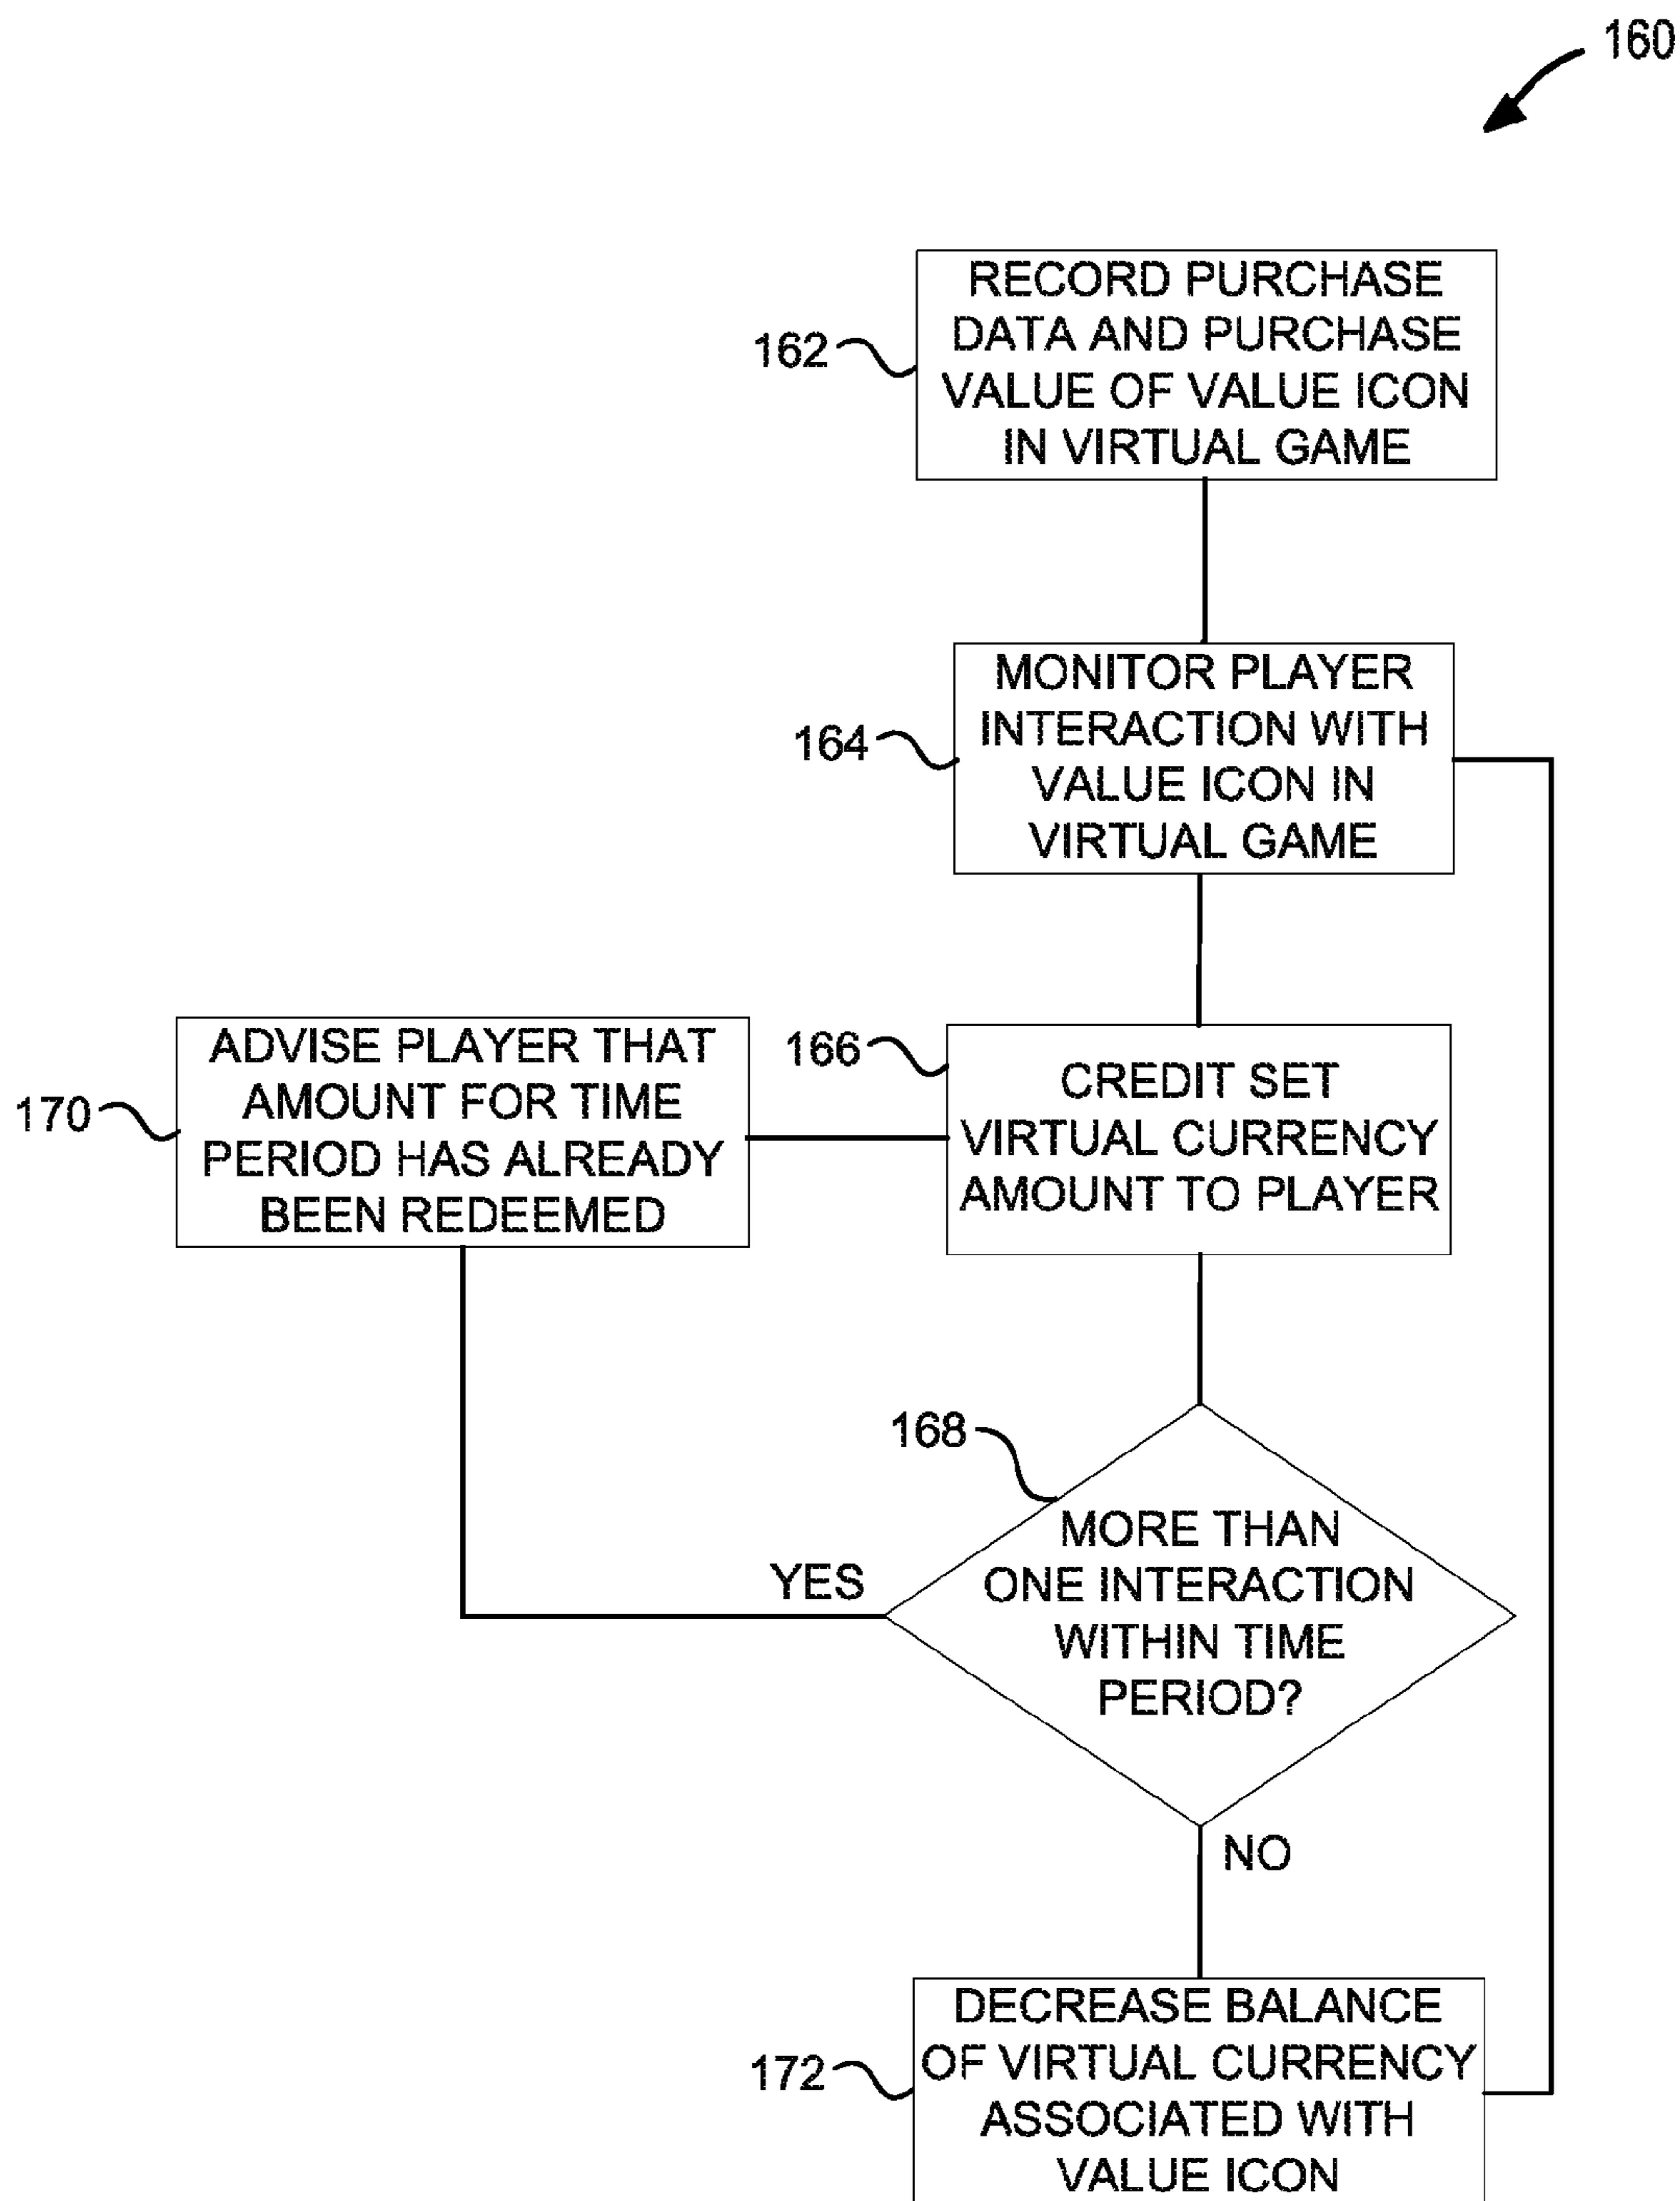 160
162
RECORD PURCHASE
DATA AND PURCHASE
VALUE OF VALUE ICON
IN VIRTUAL GAME
164
MONITOR PLAYER
INTERACTION WITH
VALUE ICON IN
VIRTUAL GAME
170
ADVISE PLAYER THAT
AMOUNT FOR TIME
PERIOD HAS ALREADY
BEEN REDEEMED
166
CREDIT SET
VIRTUAL CURRENCY
AMOUNT TO PLAYER
168
MORE THAN
ONE INTERACTION
WITHIN TIME
PERIOD?
YES
NO
172
DECREASE BALANCE
OF VIRTUAL CURRENCY
ASSOCIATED WITH
VALUE ICON